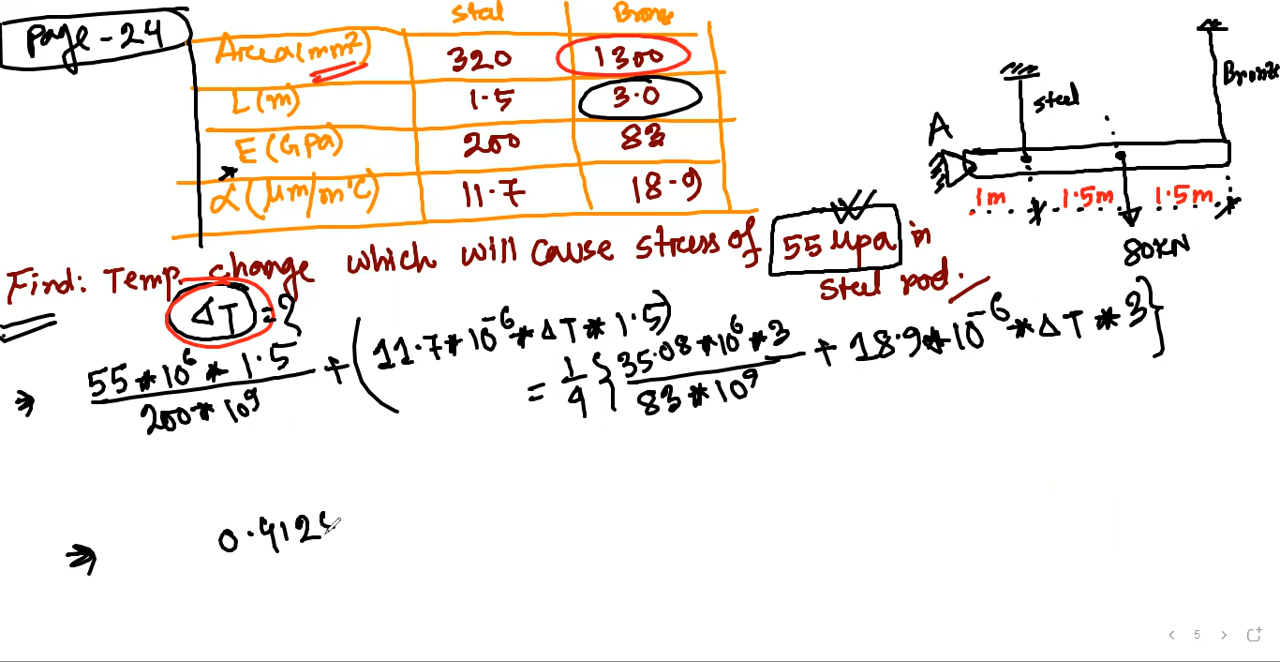 Page-24
Steel Bronze
Area(mm²) 320 1300
L(m) 1.5 3.0
E(Gpa) 200 83
α(μm/m°C) 11.7 18.9
Steel
Bronze
A
1m 1.5m 1.5m
80KN
Find: Temp. change which will cause stress of 55 Mpa in
steel rod.
ΔT = ?
⇒ 55*10⁶*1.5 / 200*10⁹ + (11.7*10⁻⁶*ΔT*1.5)
= 1/4 { 35.08*10⁶*3 / 83*10⁹ + 18.9*10⁻⁶*ΔT*3 }
⇒ 0.412
< 5 >